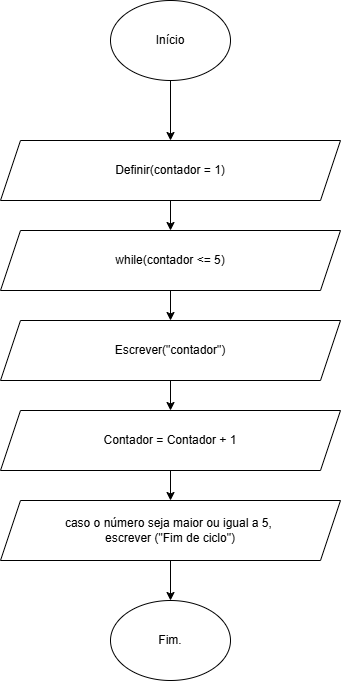 Início
Definir(contador = 1)
while(contador <= 5)
Escrever("contador")
Contador = Contador + 1
caso o número seja maior ou igual a 5,
escrever ("Fim de ciclo")
Fim.